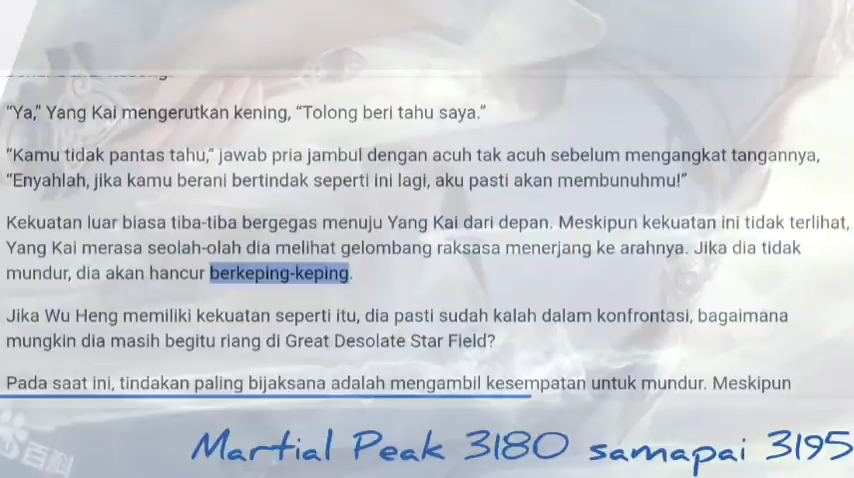 "Ya," Yang Kai mengerutkan kening, "Tolong beri tahu saya."
"Kamu tidak pantas tahu," jawab pria jambul dengan acuh tak acuh sebelum mengangkat tangannya,
"Enyahlah, jika kamu berani bertindak seperti ini lagi, aku pasti akan membunuhmu!"
Kekuatan luar biasa tiba-tiba bergegas menuju Yang Kai dari depan. Meskipun kekuatan ini tidak terlihat,
Yang Kai merasa seolah-olah dia melihat gelombang raksasa menerjang ke arahnya. Jika dia tidak
mundur, dia akan hancur berkeping-keping.
Jika Wu Heng memiliki kekuatan seperti itu, dia pasti sudah kalah dalam konfrontasi, bagaimana
mungkin dia masih begitu riang di Great Desolate Star Field?
Pada saat ini, tindakan paling bijaksana adalah mengambil kesempatan untuk mundur. Meskipun
Martial Peak 3180 samapai 3195
百科